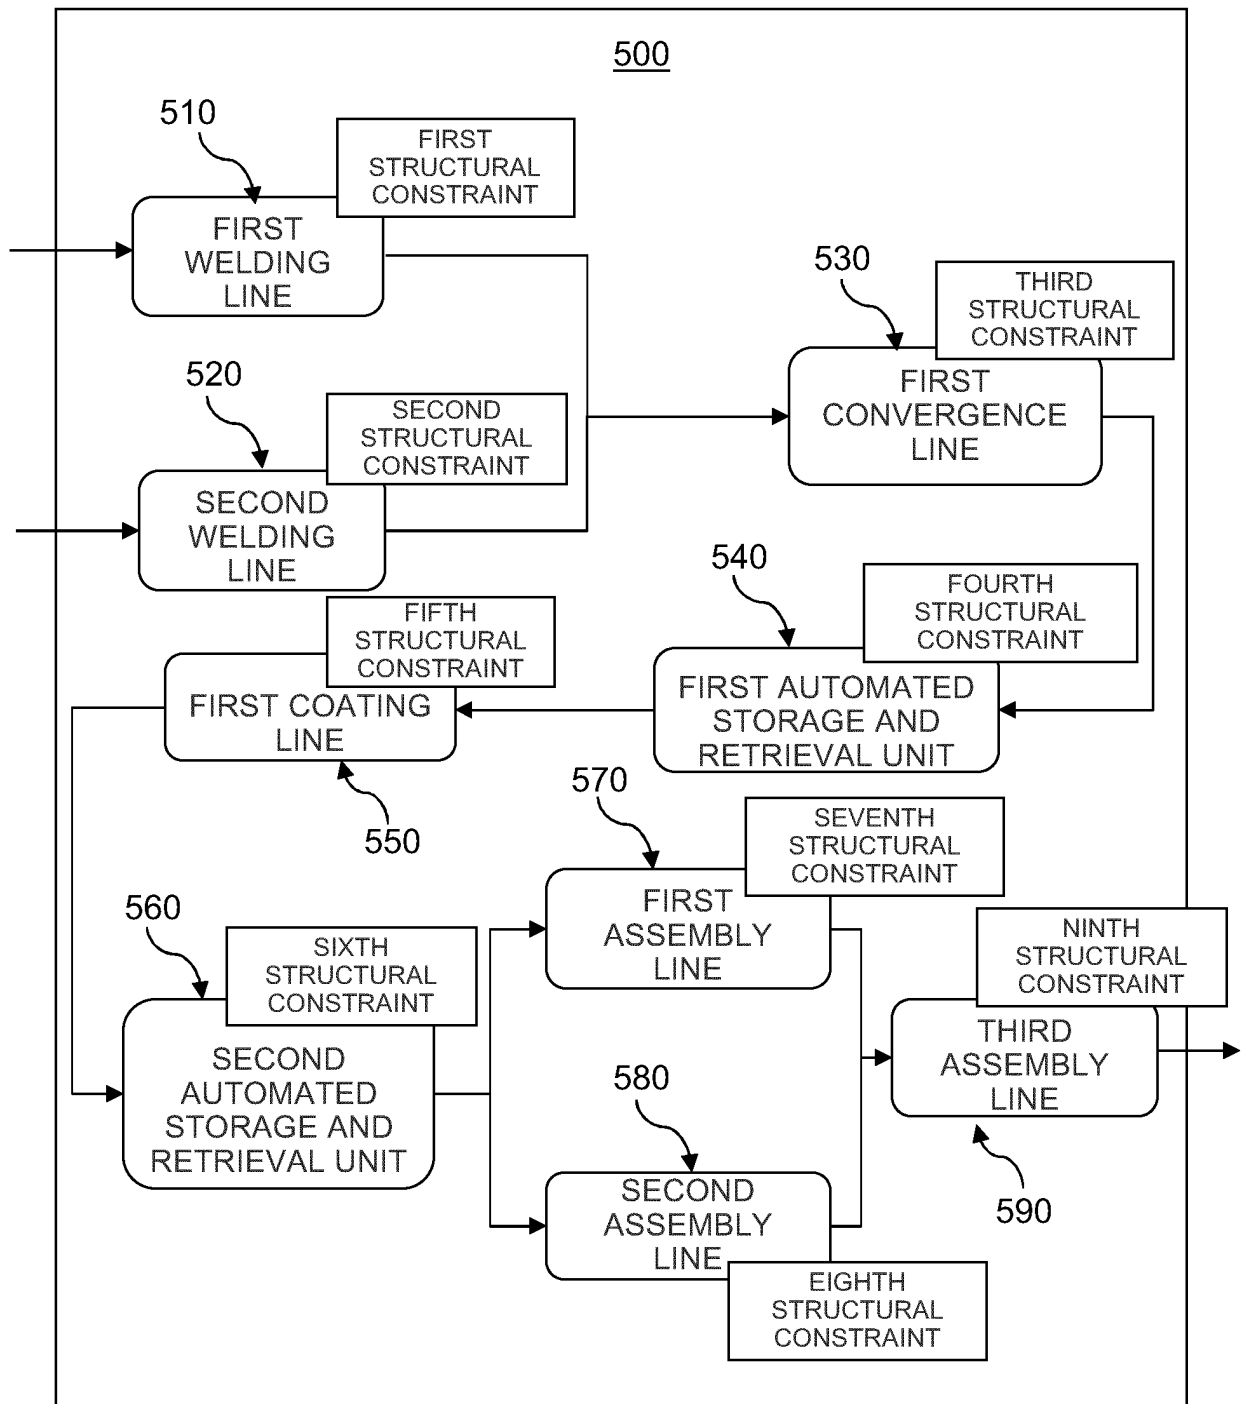 500
510
FIRST
STRUCTURAL
CONSTRAINT
FIRST
WELDING
LINE
530
THIRD
STRUCTURAL
CONSTRAINT
FIRST
CONVERGENCE
LINE
520
SECOND
STRUCTURAL
CONSTRAINT
SECOND
WELDING
LINE
540
FOURTH
STRUCTURAL
CONSTRAINT
FIRST AUTOMATED
STORAGE AND
RETRIEVAL UNIT
FIFTH
STRUCTURAL
CONSTRAINT
FIRST COATING
LINE
550
570
SEVENTH
STRUCTURAL
CONSTRAINT
FIRST
ASSEMBLY
LINE
560
SIXTH
STRUCTURAL
CONSTRAINT
SECOND
AUTOMATED
STORAGE AND
RETRIEVAL UNIT
NINTH
STRUCTURAL
CONSTRAINT
THIRD
ASSEMBLY
LINE
590
580
SECOND
ASSEMBLY
LINE
EIGHTH
STRUCTURAL
CONSTRAINT